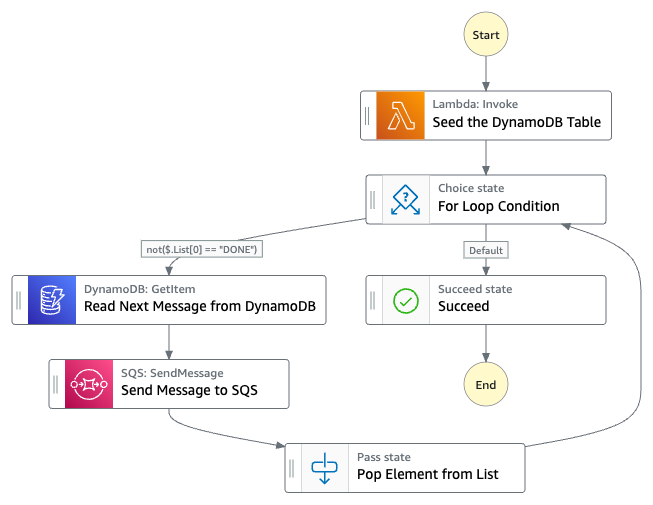 Start
Lambda: Invoke
Seed the DynamoDB Table
Choice state
For Loop Condition
not($.List[0] == "DONE")
Default
DynamoDB: GetItem
Read Next Message from DynamoDB
Succeed state
Succeed
SQS: SendMessage
Send Message to SQS
End
Pass state
Pop Element from List